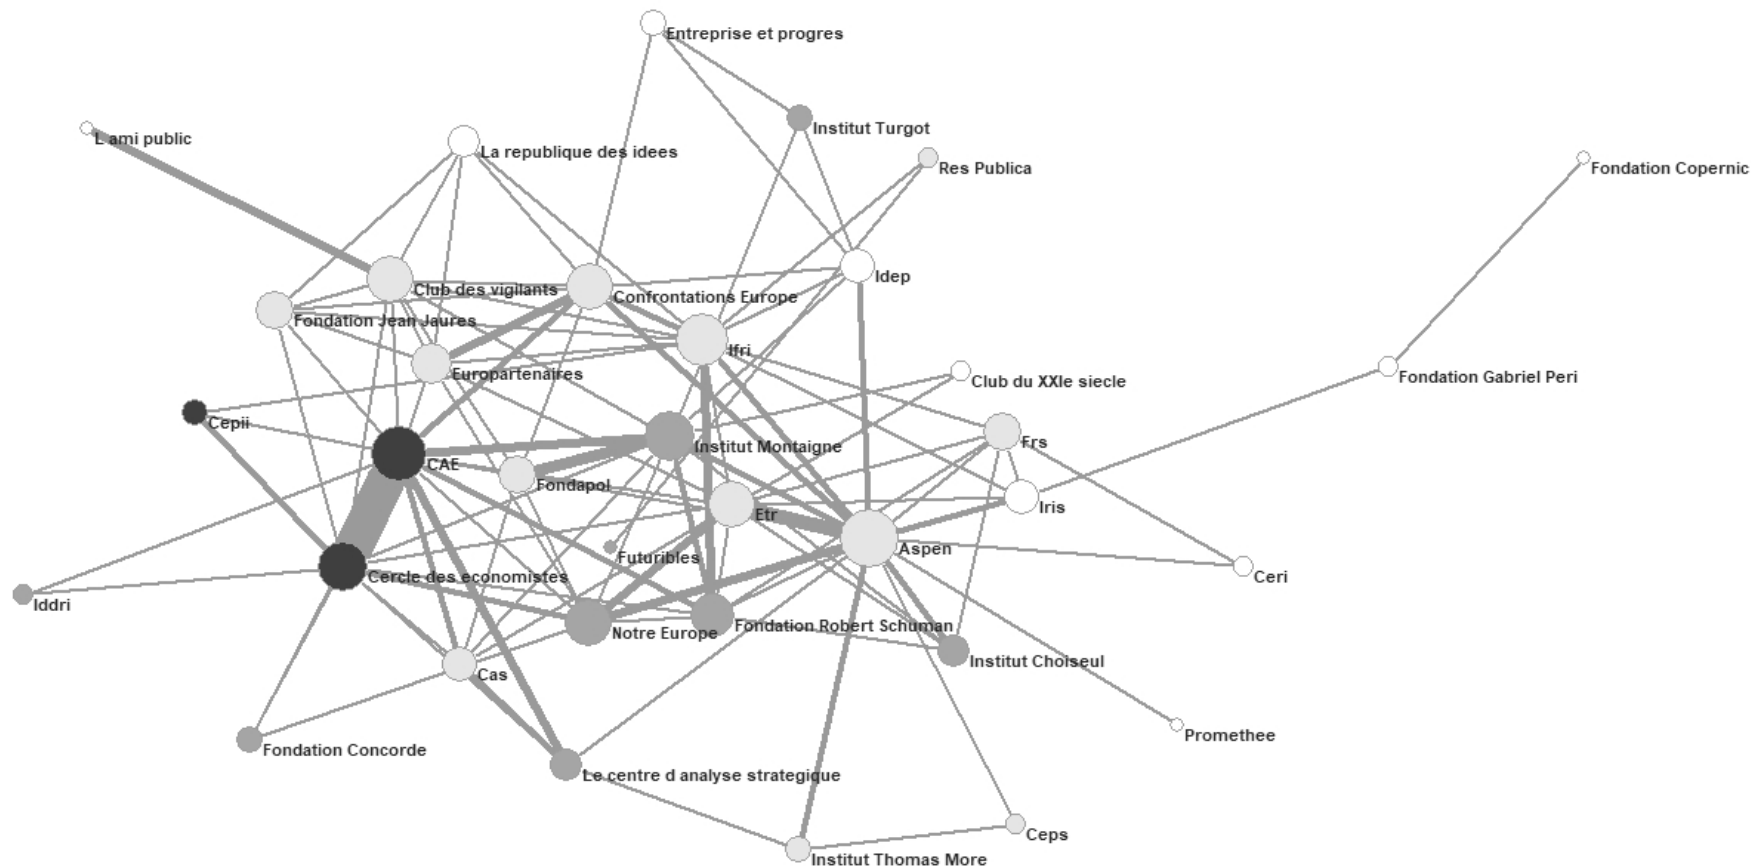 Entreprise et progres
Institut Turgot
L ami public
La republique des idees
Res Publica
Fondation Copernic
Idep
Club des vigilants
Confrontations Europe
Fondation Jean Jaures
Ifri
Europartenaires
Club du XXIe siecle
Fondation Gabriel Peri
Cepii
Frs
Institut Montaigne
CAE
Fondapol
Iris
Etr
Aspen
Futuribles
Cercle des economistes
Ceri
Iddri
Fondation Robert Schuman
Notre Europe
Institut Choiseul
Cas
Promethee
Fondation Concorde
Le centre d analyse strategique
Ceps
Institut Thomas More